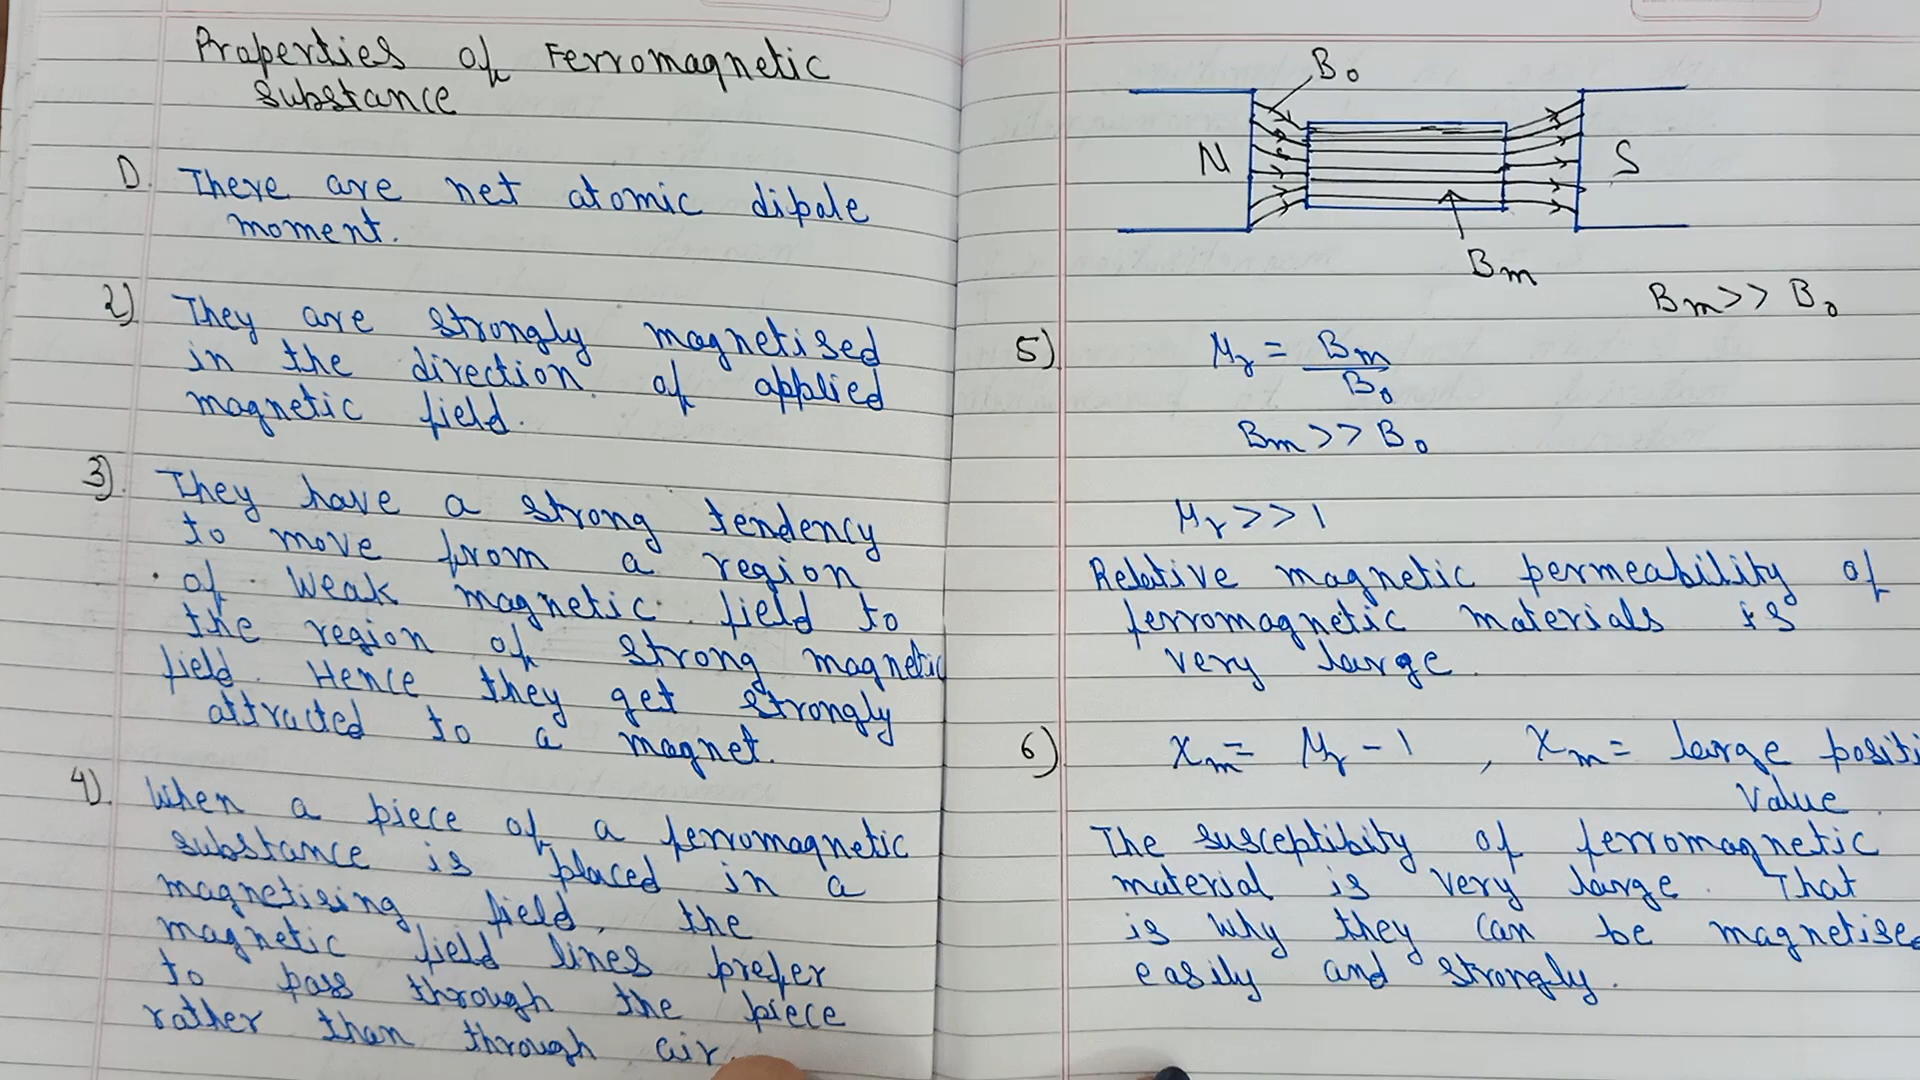 Properties of Ferromagnetic
substance
1) There are net atomic dipole
moment.
2) They are strongly magnetised
in the direction of applied
magnetic field.
3) They have a strong tendency
to move from a region
of weak magnetic field to
the region of strong magnetic
field. Hence they get strongly
attracted to a magnet.
4) When a piece of a ferromagnetic
substance is placed in a
magnetising field, the
magnetic field lines prefer
to pass through the piece
rather than through air.
B₀
N
S
Bm
Bm >> B₀
5) μr = Bm
B₀
Bm >> B₀
μr >> 1
Relative magnetic permeability of
ferromagnetic materials is
very large.
6) χm = μr - 1 , χm = large positi
value.
The susceptibity of ferromagnetic
material is very large. That
is why they can be magnetise
easily and strongly.